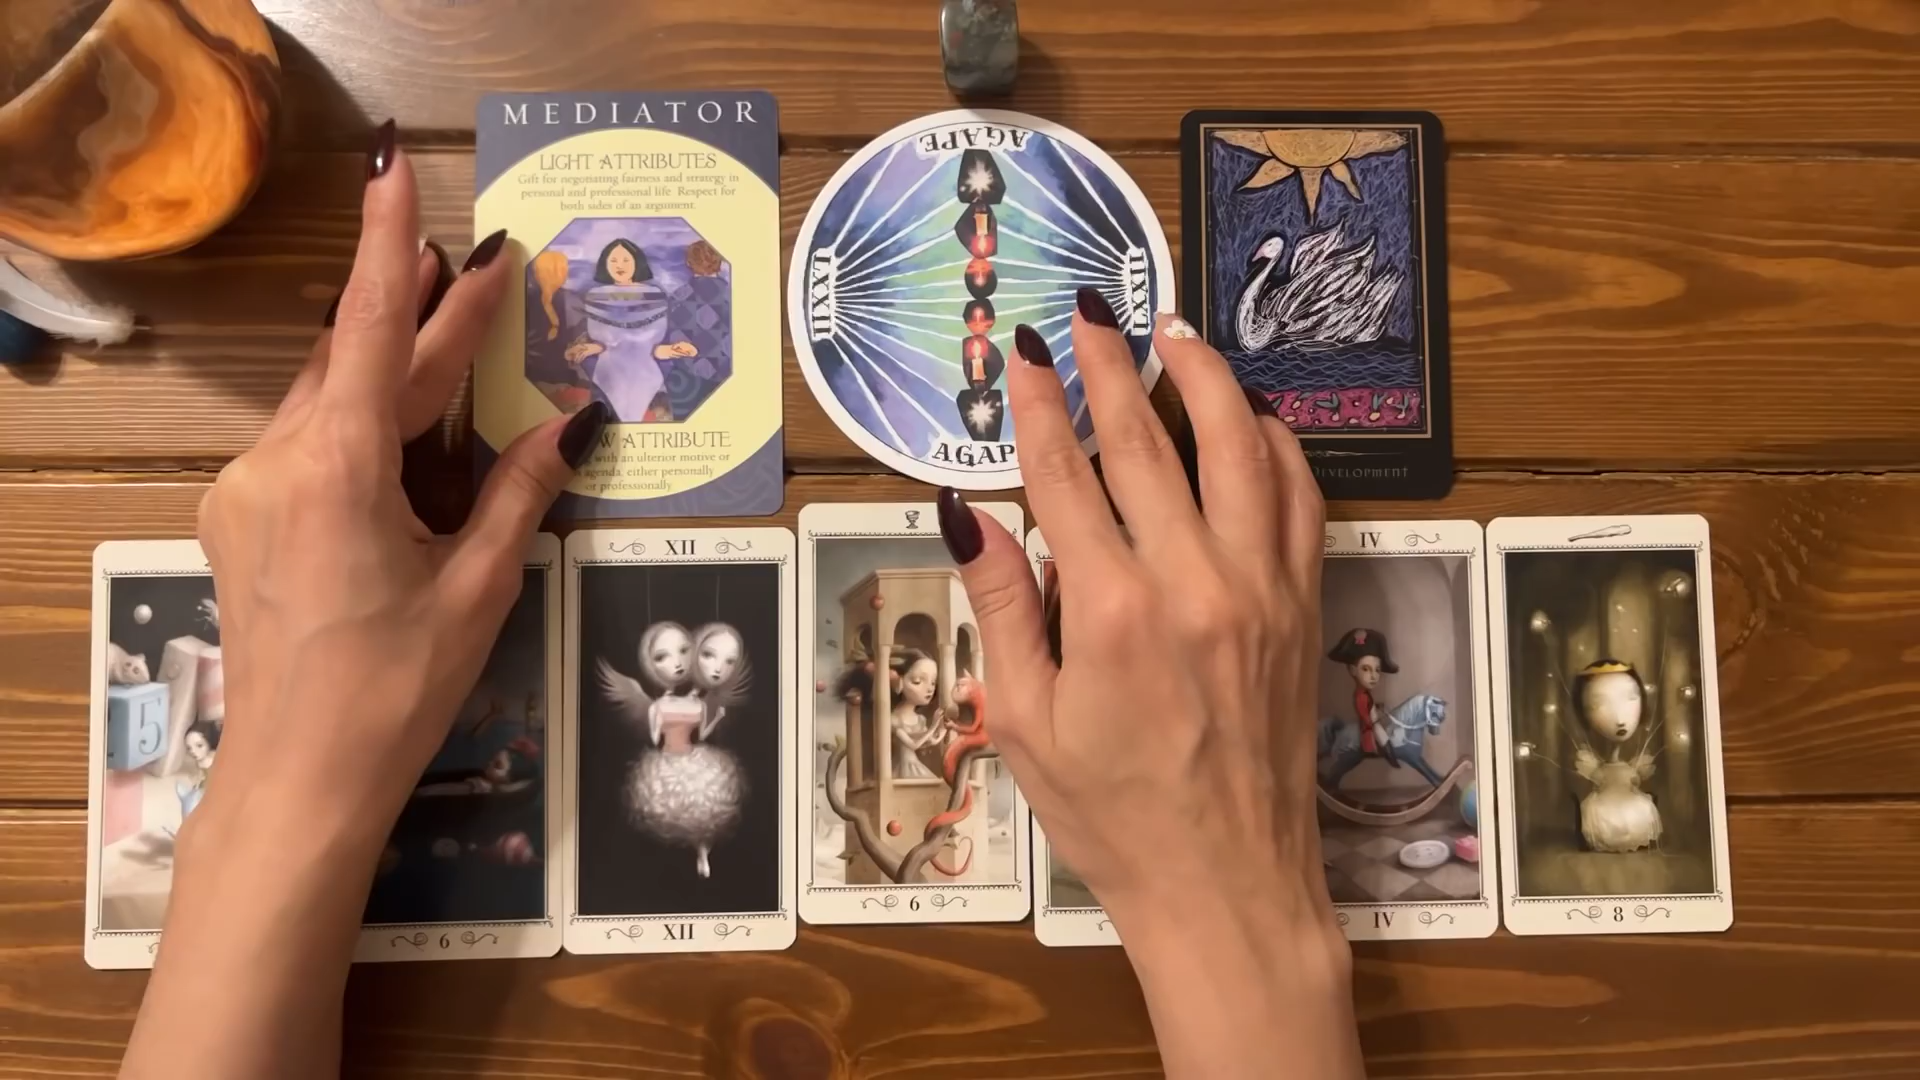 MEDIATOR
LIGHT ATTRIBUTES
Gift for negotiating fairness and strategy in
personal and professional life. Respect for
both sides of an argument.
W ATTRIBUTE
with an ulterior motive or
agenda, either personally
or professionally.
AGAPE
LXXII
LXXII
AGAP
DEVELOPMENT
5
6
XII
XII
6
IV
IV
8